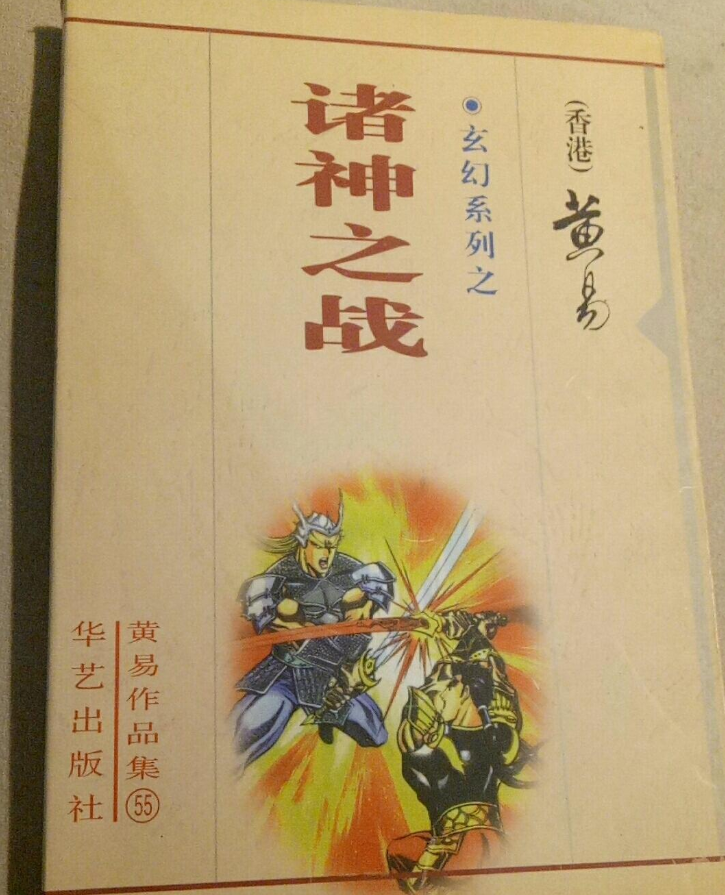 (香港)黄易
◉玄幻系列之
诸神之战
黄易作品集55
华艺出版社